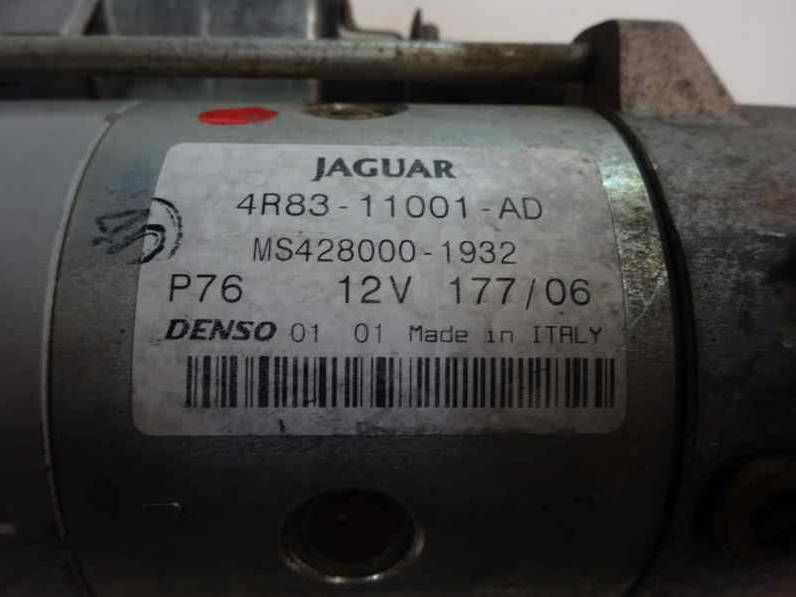 JAGUAR
4R83-11001-AD
MS428000-1932
P76 12V 177/06
DENSO 01 01 Made in ITALY